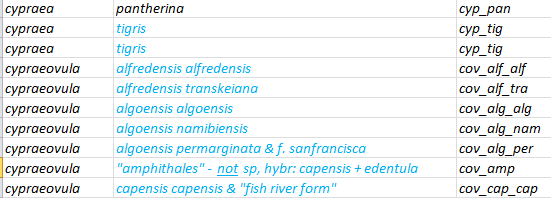 cypraea pantherina cyp_pan
cypraea tigris cyp_tig
cypraea tigris cyp_tig
cypraeovula alfredensis alfredensis cov_alf_alf
cypraeovula alfredensis transkeiana cov_alf_tra
cypraeovula algoensis algoensis cov_alg_alg
cypraeovula algoensis namibiensis cov_alg_nam
cypraeovula algoensis permarginata & f. sanfrancisca cov_alg_per
cypraeovula "amphithales" - not sp, hybr: capensis + edentula cov_amp
cypraeovula capensis capensis & "fish river form" cov_cap_cap